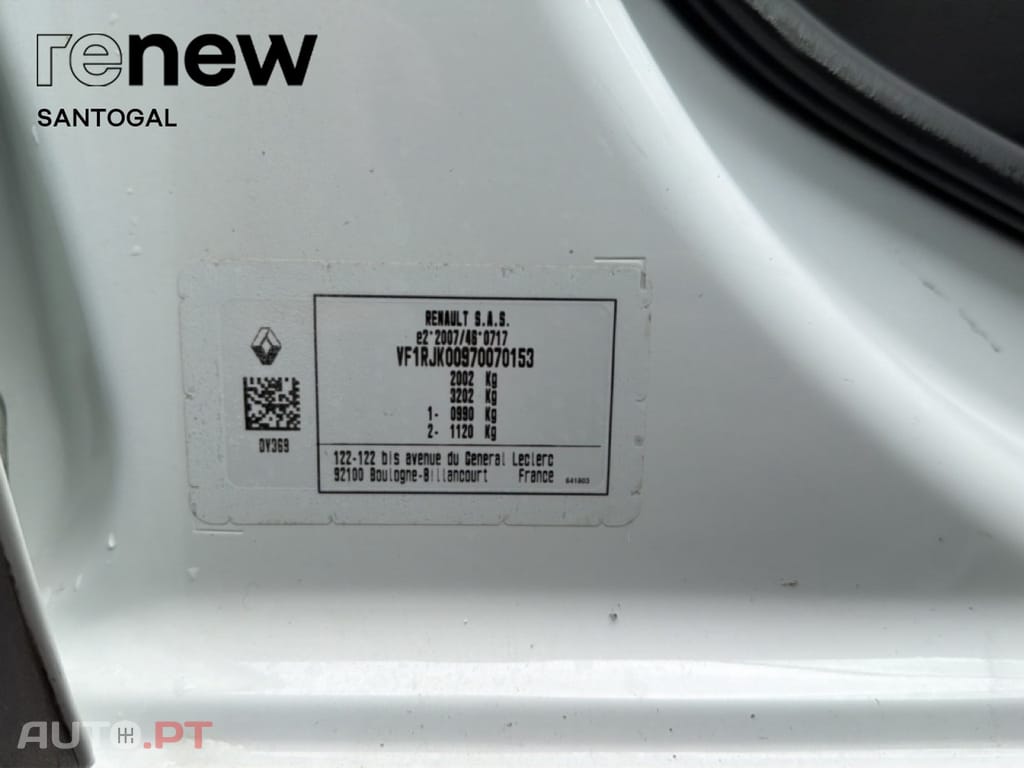 renew
SANTOGAL
RENAULT S.A.S.
e2*2007/46*0717
VF1RJK00970070153
2002 Kg
3202 Kg
1- 0990 Kg
2- 1120 Kg
DV369
122-122 bis avenue du General Leclerc
92100 Boulogne-Billancourt France 641803
AUTO.PT